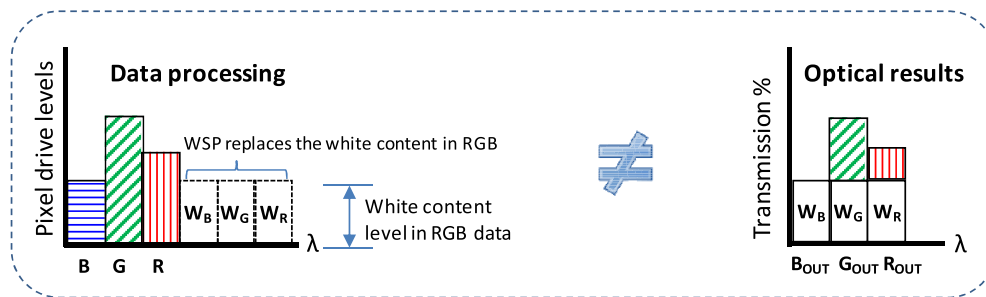 Data processing
Pixel drive levels
WSP replaces the white content in RGB
W_B W_G W_R
White content
level in RGB data
λ
B G R
≠
Optical results
Transmission %
W_B W_G W_R
λ
B_OUT G_OUT R_OUT